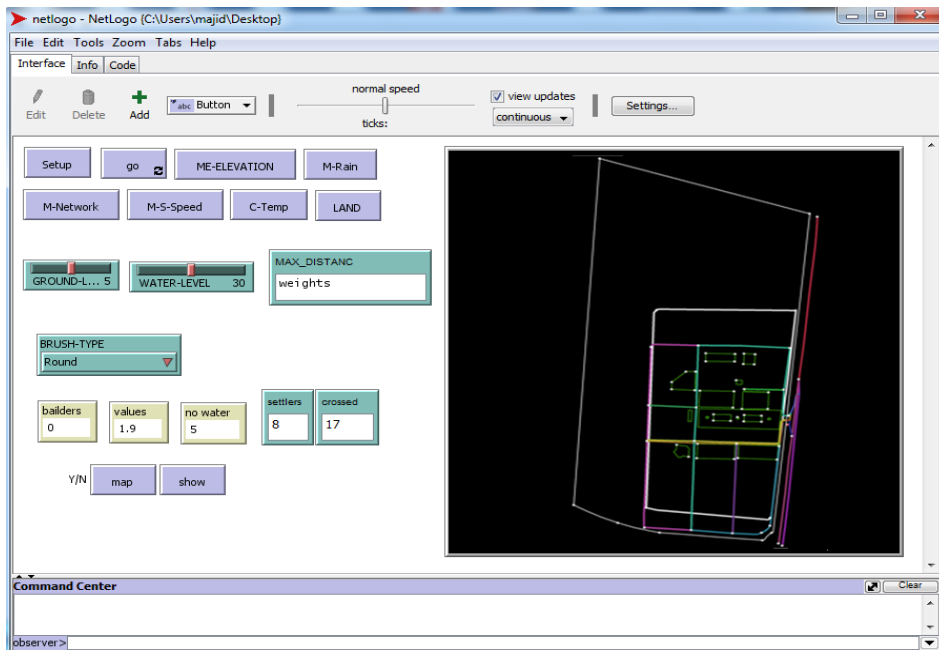 netlogo - NetLogo {C:\Users\majid\Desktop}
File Edit Tools Zoom Tabs Help
Interface Info Code
Edit Delete Add abc Button normal speed ticks: view updates continuous Settings...
Setup go ME-ELEVATION M-Rain
M-Network M-S-Speed C-Temp LAND
GROUND-L... 5 WATER-LEVEL 30 MAX_DISTANC
weights
BRUSH-TYPE
Round
bailders values no water settlers crossed
0 1.9 5 8 17
Y/N map show
Command Center Clear
observer>